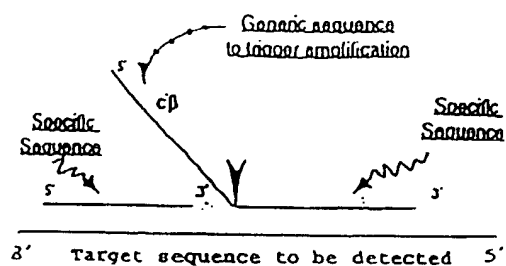 Generic sequence
to trigger amplification
5'
C'β
Specific
Sequence
Specific
Sequence
5'
3'
3'
3' Target sequence to be detected 5'